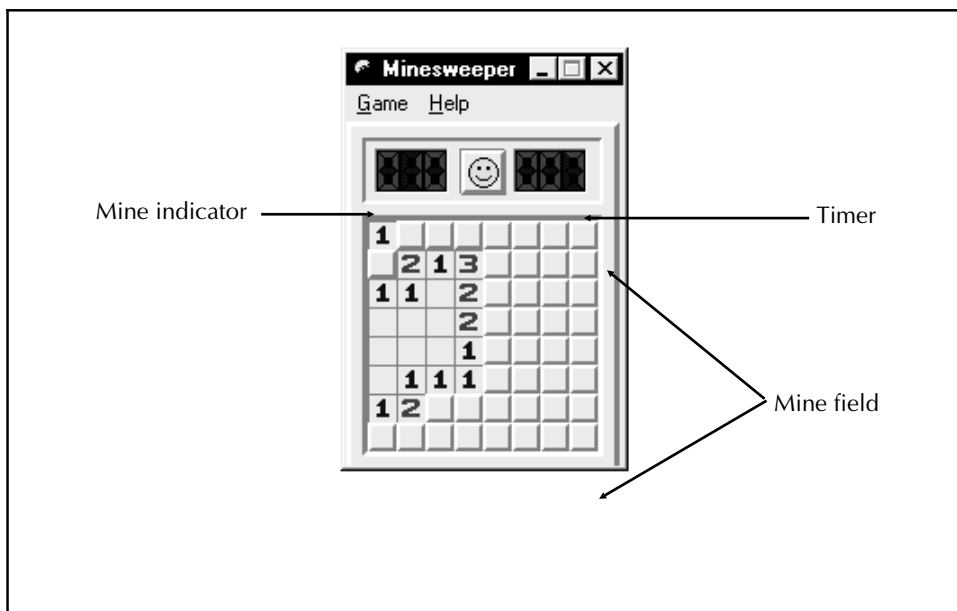 Minesweeper
Game Help
Mine indicator
Timer
1
2 1 3
1 1 2
2
1
1 1 1
1 2
Mine field